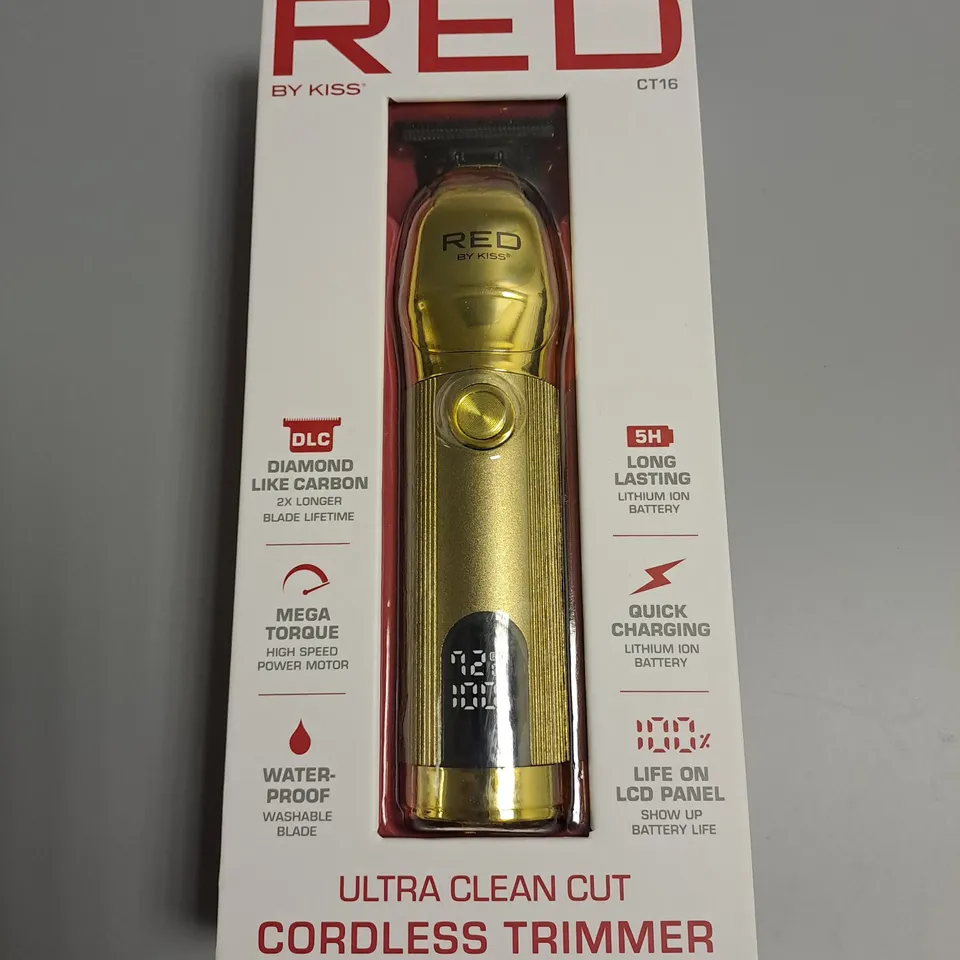 RED
BY KISS®
CT16
RED
BY KISS®
DLC
DIAMOND
LIKE CARBON
2X LONGER
BLADE LIFETIME
MEGA
TORQUE
HIGH SPEED
POWER MOTOR
WATER-
PROOF
WASHABLE
BLADE
72
100
5H
LONG
LASTING
LITHIUM ION
BATTERY
QUICK
CHARGING
LITHIUM ION
BATTERY
100%
LIFE ON
LCD PANEL
SHOW UP
BATTERY LIFE
ULTRA CLEAN CUT
CORDLESS TRIMMER